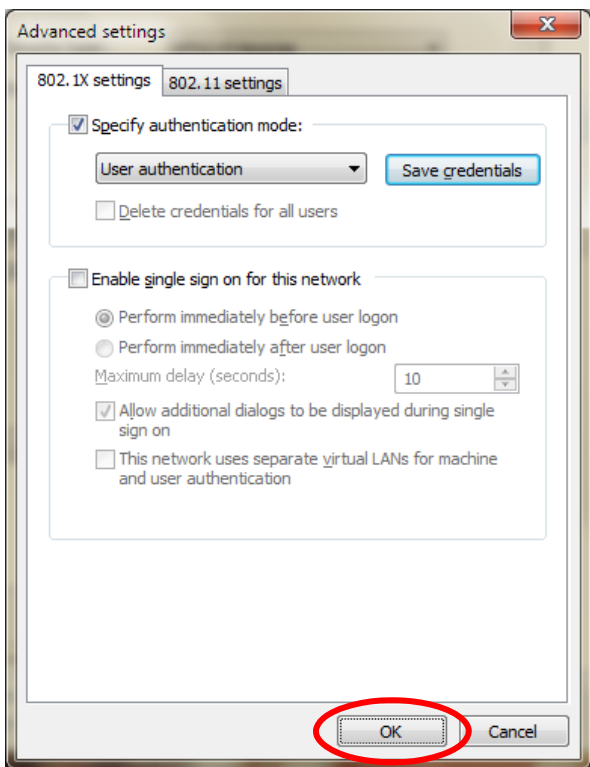 Advanced settings
802.1X settings
802.11 settings
Specify authentication mode:
User authentication
Save credentials
Delete credentials for all users
Enable single sign on for this network
Perform immediately before user logon
Perform immediately after user logon
Maximum delay (seconds):
10
Allow additional dialogs to be displayed during single
sign on
This network uses separate virtual LANs for machine
and user authentication
OK
Cancel